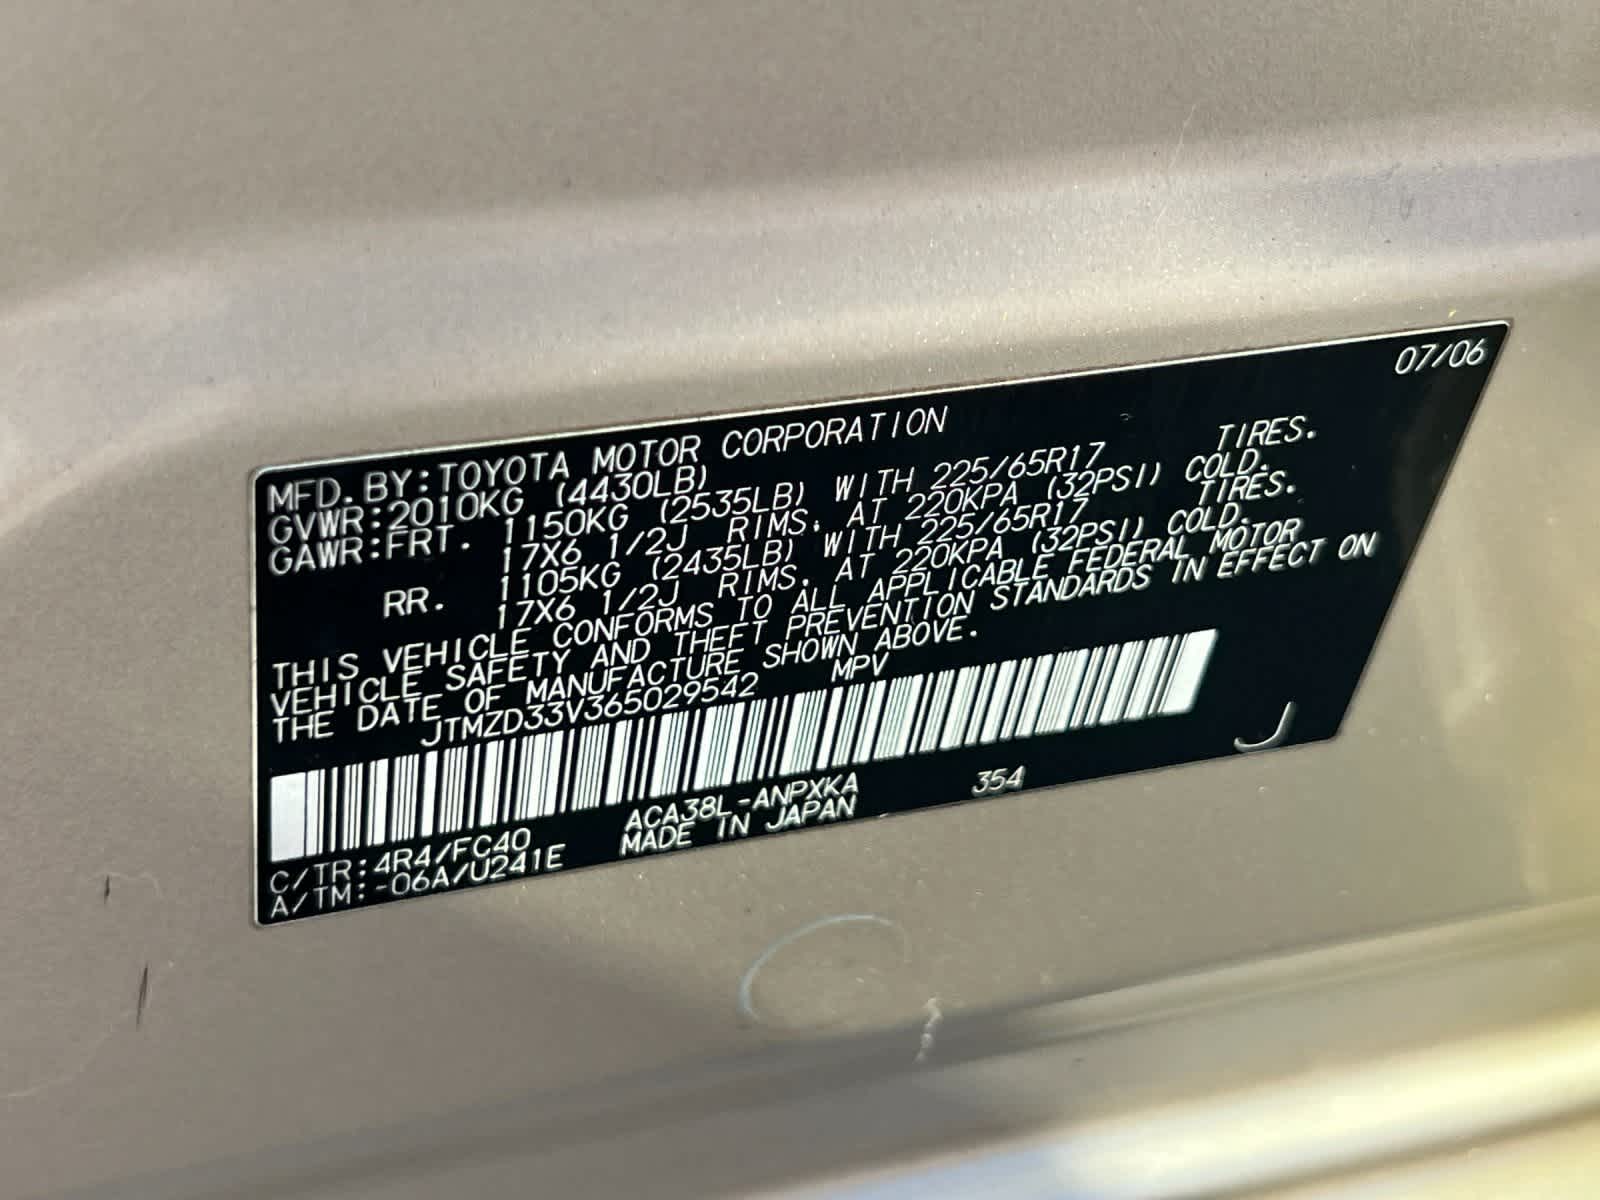 07/06
MFD. BY: TOYOTA MOTOR CORPORATION
GVWR: 2010KG (4430LB)
GAWR: FRT. 1150KG (2535LB) WITH 225/65R17 TIRES.
17X6 1/2J RIMS. AT 220KPA (32PSI) COLD.
RR. 1105KG (2435LB) WITH 225/65R17 TIRES.
17X6 1/2J RIMS. AT 220KPA (32PSI) COLD.
THIS VEHICLE CONFORMS TO ALL APPLICABLE FEDERAL MOTOR
VEHICLE SAFETY AND THEFT PREVENTION STANDARDS IN EFFECT ON
THE DATE OF MANUFACTURE SHOWN ABOVE.
JTMZD33V365029542 MPV
J
C/TR: 4R4/FC40 ACA38L-ANPXKA 354
A/TM: -06A/U241E MADE IN JAPAN